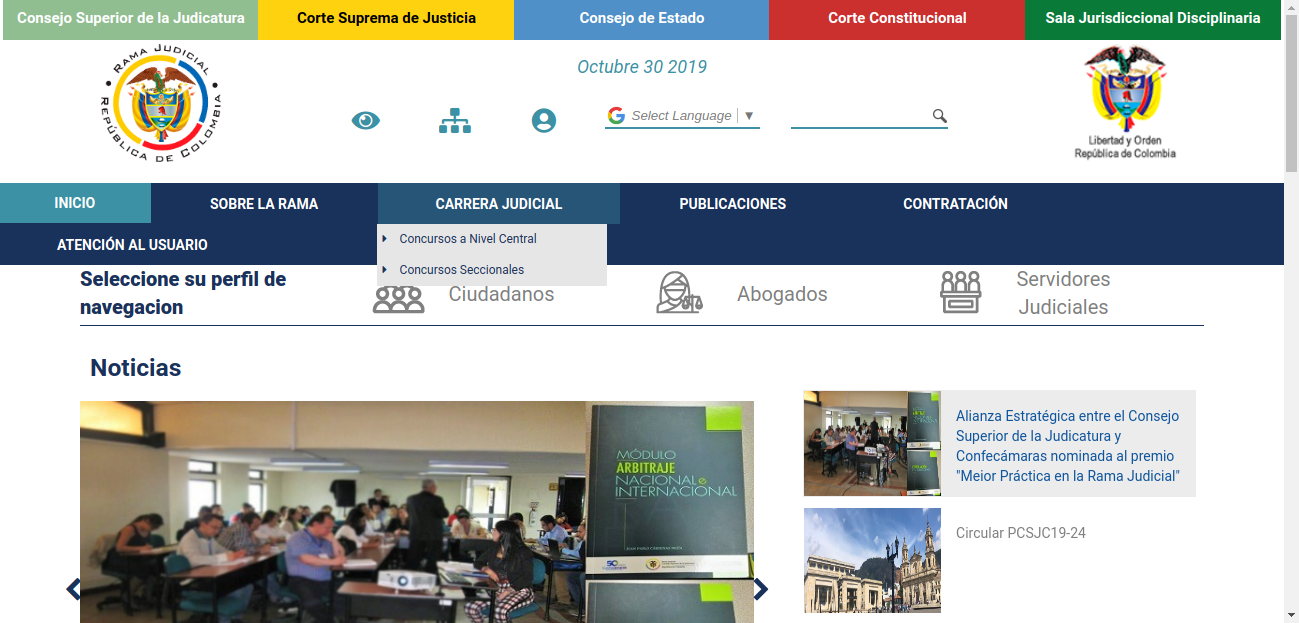 Consejo Superior de la Judicatura
Corte Suprema de Justicia
Consejo de Estado
Corte Constitucional
Sala Jurisdiccional Disciplinaria
RAMA JUDICIAL
REPÚBLICA DE COLOMBIA
Octubre 30 2019
Select Language
Libertad y Orden
República de Colombia
INICIO
SOBRE LA RAMA
CARRERA JUDICIAL
PUBLICACIONES
CONTRATACIÓN
ATENCIÓN AL USUARIO
Concursos a Nivel Central
Concursos Seccionales
Seleccione su perfil de
navegacion
Ciudadanos
Abogados
Servidores
Judiciales
Noticias
MÓDULO
ARBITRAJE
NACIONAL e
INTERNACIONAL
Alianza Estratégica entre el Consejo
Superior de la Judicatura y
Confecámaras nominada al premio
"Mejor Práctica en la Rama Judicial"
Circular PCSJC19-24